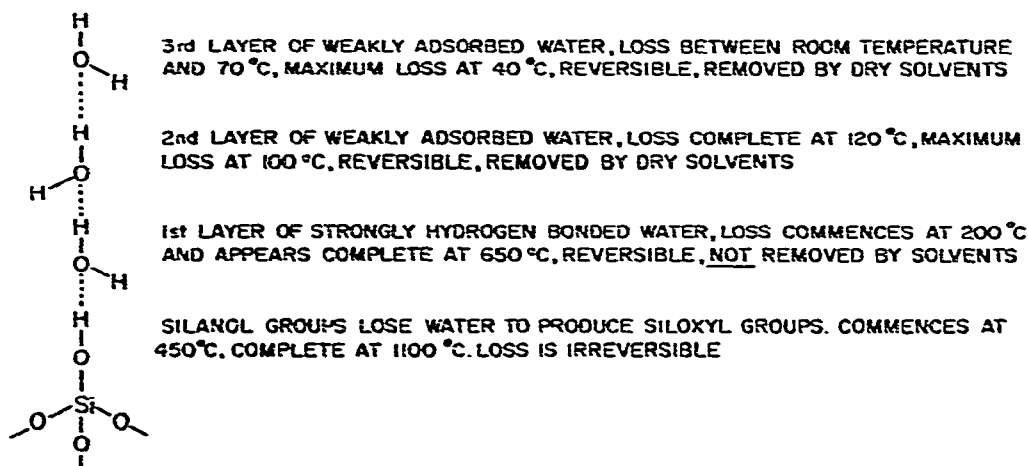 H
3rd LAYER OF WEAKLY ADSORBED WATER, LOSS BETWEEN ROOM TEMPERATURE
O
AND 70 °C, MAXIMUM LOSS AT 40 °C, REVERSIBLE, REMOVED BY DRY SOLVENTS
H
H
2nd LAYER OF WEAKLY ADSORBED WATER, LOSS COMPLETE AT 120 °C, MAXIMUM
LOSS AT 100 °C, REVERSIBLE, REMOVED BY DRY SOLVENTS
H O
H
1st LAYER OF STRONGLY HYDROGEN BONDED WATER, LOSS COMMENCES AT 200 °C
AND APPEARS COMPLETE AT 650 °C, REVERSIBLE, NOT REMOVED BY SOLVENTS
O H
H
SILANOL GROUPS LOSE WATER TO PRODUCE SILOXYL GROUPS. COMMENCES AT
450°C, COMPLETE AT 1100 °C. LOSS IS IRREVERSIBLE
O
Si
O O
O